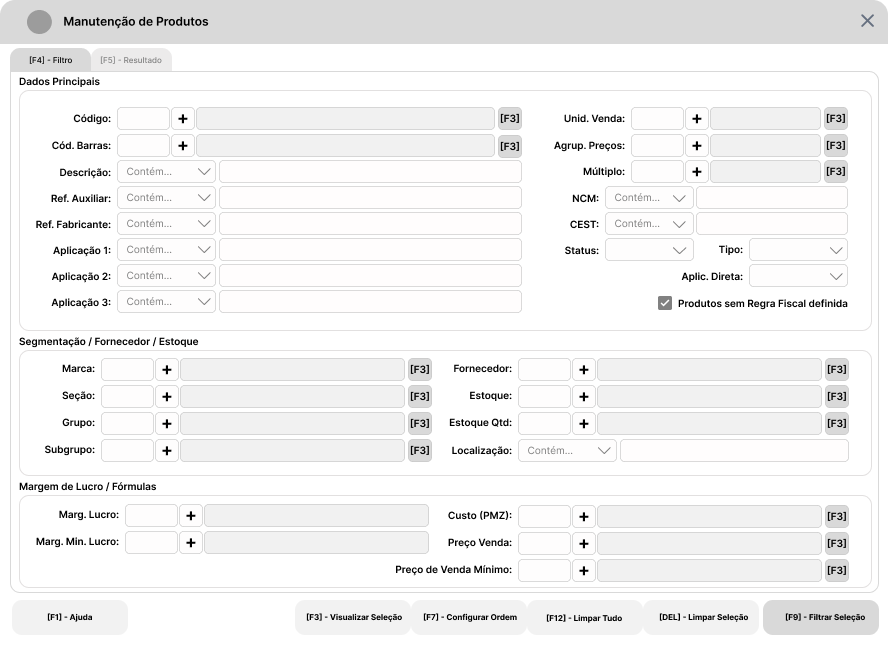 Manutenção de Produtos
[F4] - Filtro [F5] - Resultado
Dados Principais
Código: + [F3] Unid. Venda: + [F3]
Cód. Barras: + [F3] Agrup. Preços: + [F3]
Descrição: Contém... Múltiplo: + [F3]
Ref. Auxiliar: Contém... NCM: Contém...
Ref. Fabricante: Contém... CEST: Contém...
Aplicação 1: Contém... Status: Tipo:
Aplicação 2: Contém... Aplic. Direta:
Aplicação 3: Contém... Produtos sem Regra Fiscal definida
Segmentação / Fornecedor / Estoque
Marca: + [F3] Fornecedor: + [F3]
Seção: + [F3] Estoque: + [F3]
Grupo: + [F3] Estoque Qtd: + [F3]
Subgrupo: + [F3] Localização: Contém...
Margem de Lucro / Fórmulas
Marg. Lucro: + Custo (PMZ): + [F3]
Marg. Min. Lucro: + Preço Venda: + [F3]
Preço de Venda Mínimo: + [F3]
[F1] - Ajuda [F3] - Visualizar Seleção [F7] - Configurar Ordem [F12] - Limpar Tudo [DEL] - Limpar Seleção [F9] - Filtrar Seleção